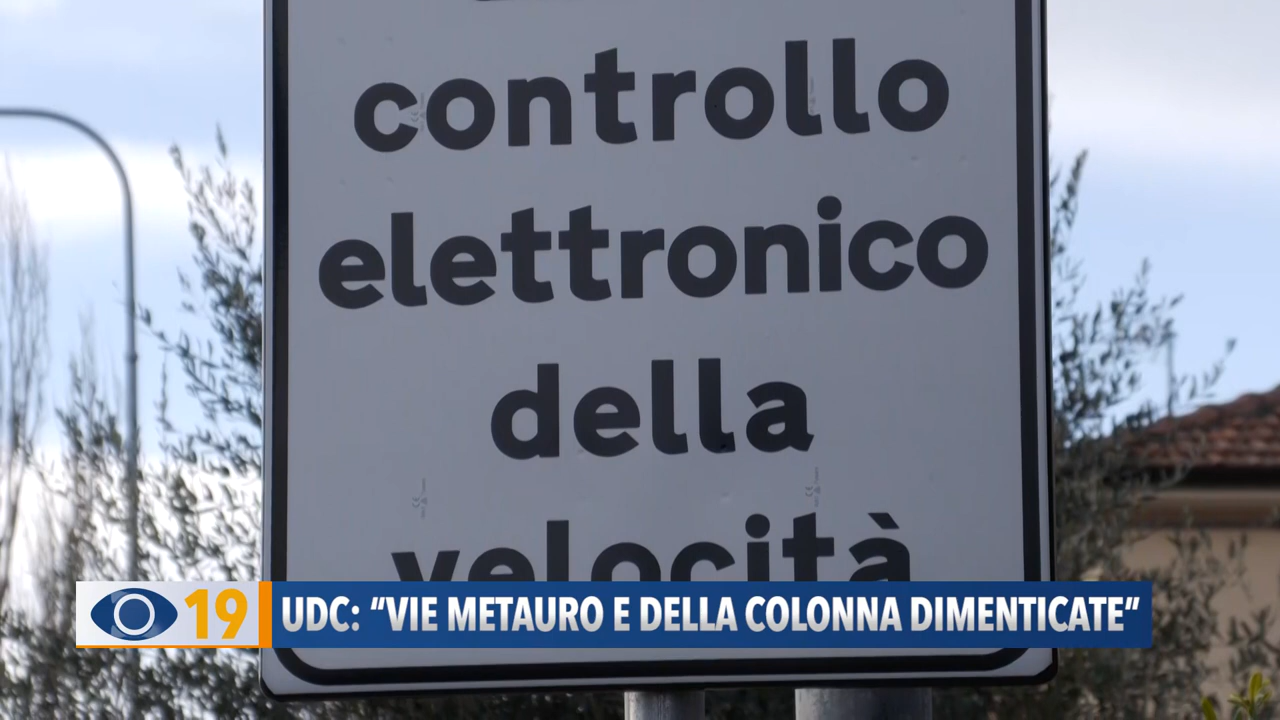 controllo
elettronico
della
velocità
19 UDC: “VIE METAURO E DELLA COLONNA DIMENTICATE“